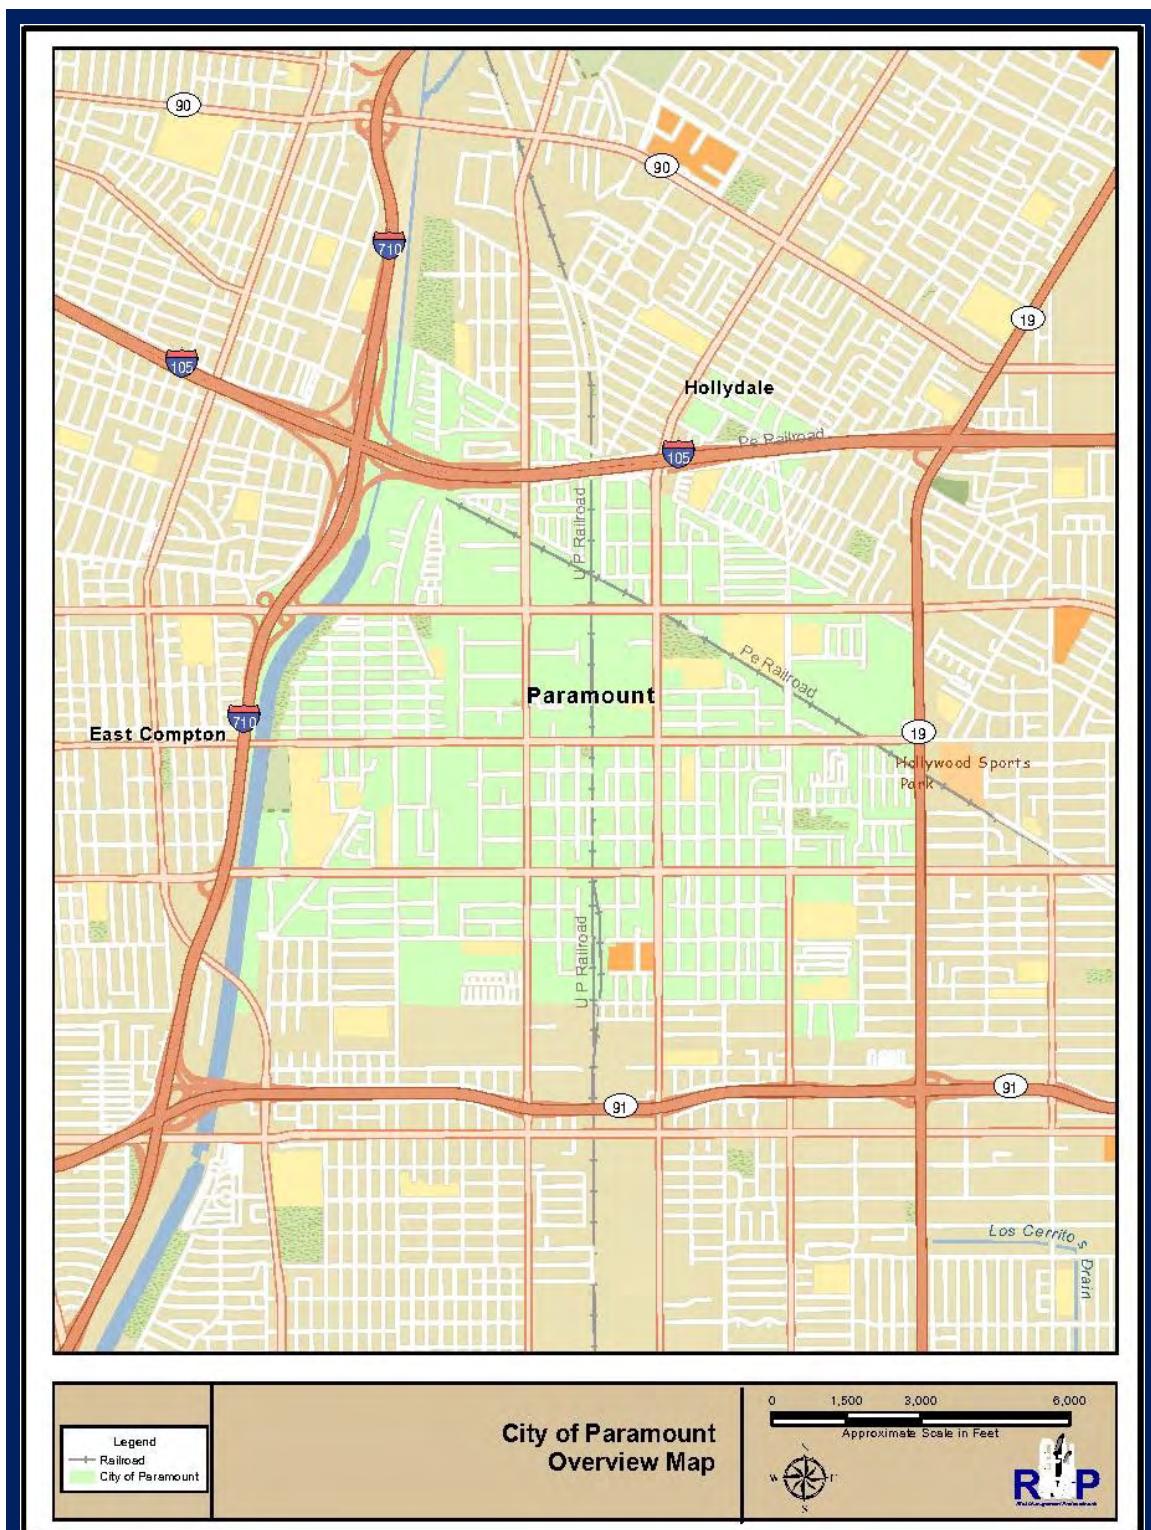 90
90
710
19
105
Hollydale
Pe Railroad
105
U P Railroad
Pe Railroad
Paramount
710
East Compton
19
Hollywood Sports
Park
U P Railroad
91
91
Los Cerritos
Drain
Legend
Railroad
City of Paramount
City of Paramount
Overview Map
0 1,500 3,000 6,000
Approximate Scale in Feet
W
S